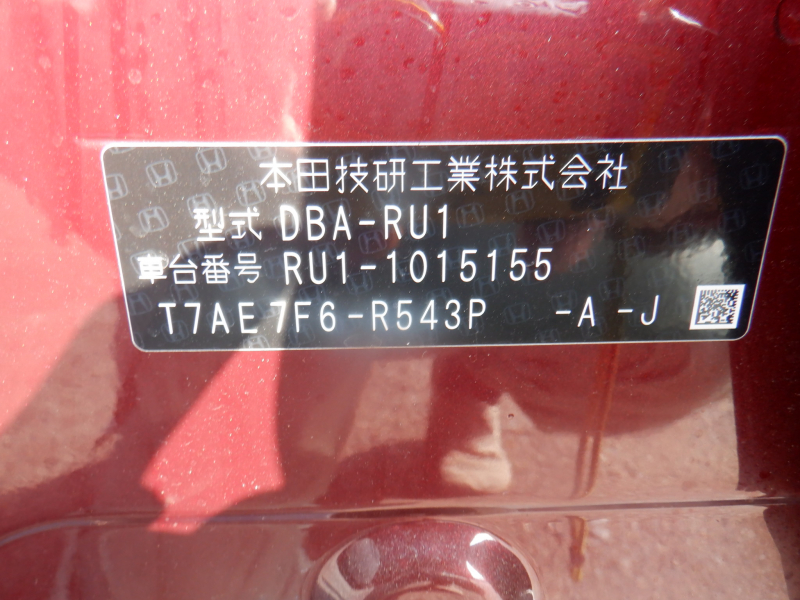 本田技研工業株式会社
型式 DBA-RU1
車台番号 RU1-1015155
T7AE7F6-R543P -A -J